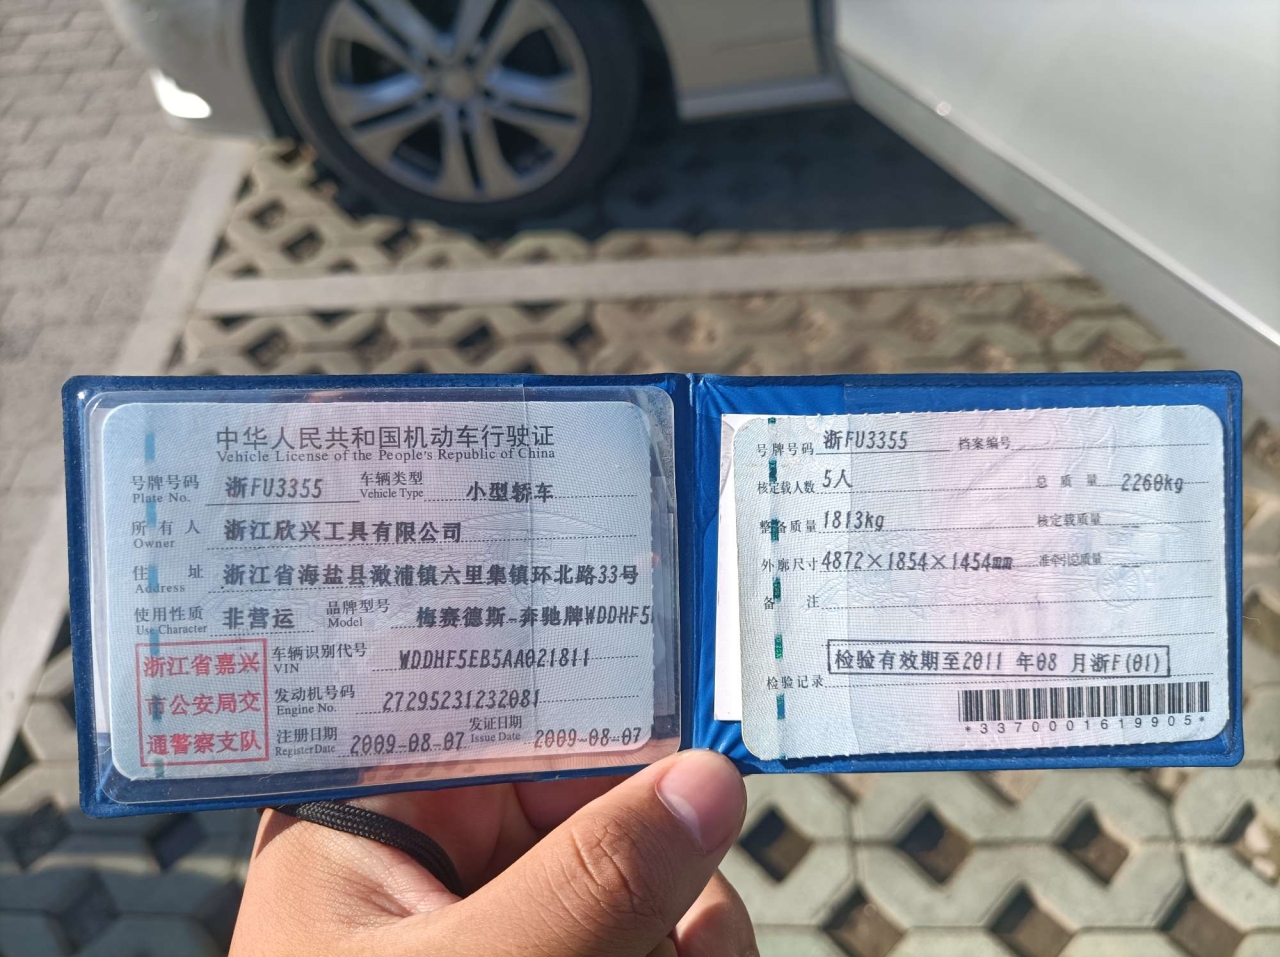 中华人民共和国机动车行驶证
Vehicle License of the People's Republic of China
号牌号码 浙FU3355 车辆类型 小型轿车
Plate No. Vehicle Type
所有人 浙江欣兴工具有限公司
Owner
住址 浙江省海盐县澉浦镇六里集镇环北路33号
Address
使用性质 非营运 品牌型号 梅赛德斯-奔驰牌WDDHF5
Use Character Model
浙江省嘉兴
市公安局交
通警察支队
车辆识别代号 WDDHF5EB5AA021811
VIN
发动机号码 27295231232081
Engine No.
注册日期 2009-08-07 发证日期 2009-08-07
Register Date Issue Date
号牌号码 浙FU3355 档案编号
核定载人数 5人 总质量 2260kg
整备质量 1813kg 核定载质量 --
外廓尺寸 4872×1854×1454mm 准牵引总质量 --
备注
检验有效期至2011 年08 月浙F(01)
检验记录
*3370001619905*